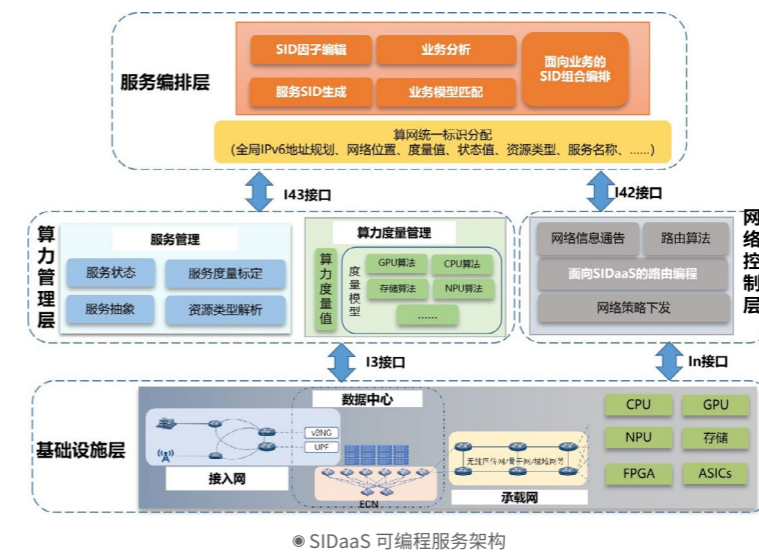 服务编排层
SID因子编辑
业务分析
服务SID生成
业务模型匹配
面向业务的
SID组合编排
算网统一标识分配
(全局IPv6地址规划、网络位置、度量值、状态值、资源类型、服务名称、……)
I43接口
I42接口
算力管理层
服务管理
服务状态
服务度量标定
服务抽象
资源类型解析
算力度量管理
算力度量值
度量模型
GPU算法
CPU算法
存储算法
NPU算法
……
网络信息通告
路由算法
面向SIDaaS的路由编程
网络策略下发
网络控制层
I3接口
In接口
基础设施层
数据中心
vBNG
UPF
接入网
ECN
承载网
CPU
GPU
NPU
存储
FPGA
ASICs
◉ SIDaaS 可编程服务架构